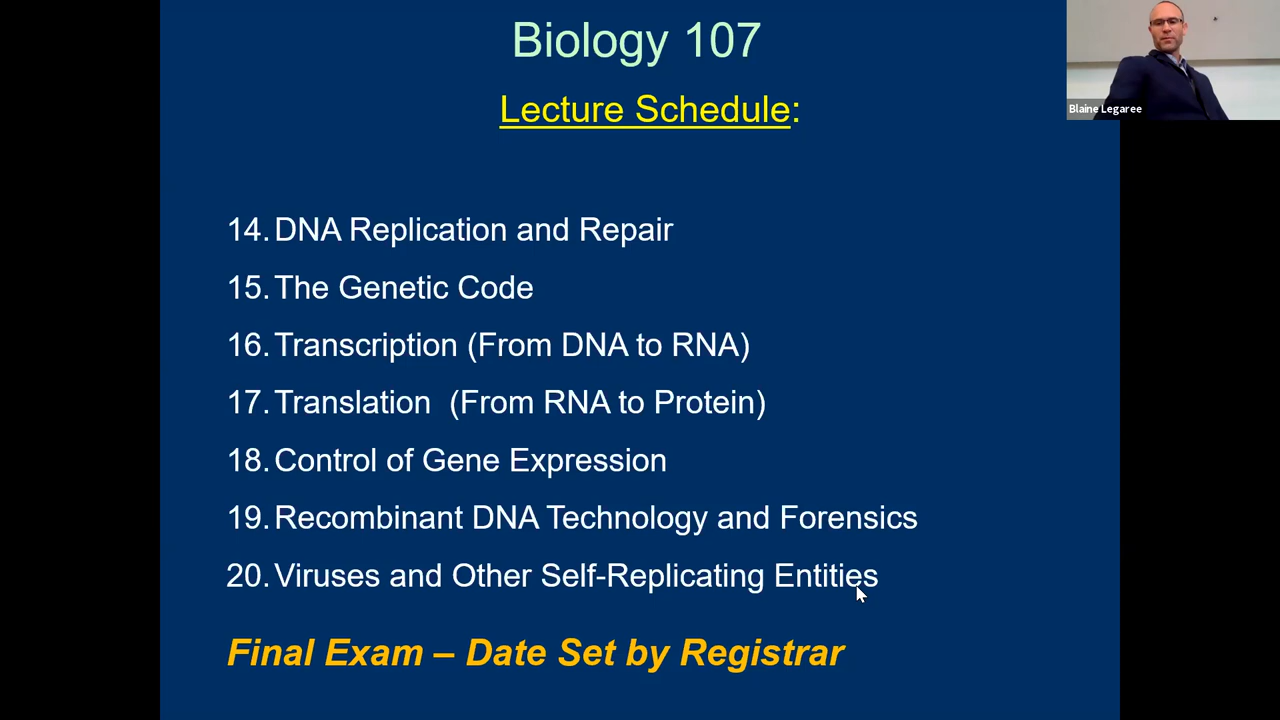 Biology 107
Lecture Schedule:
Blaine Legaree
14. DNA Replication and Repair
15. The Genetic Code
16. Transcription (From DNA to RNA)
17. Translation  (From RNA to Protein)
18. Control of Gene Expression
19. Recombinant DNA Technology and Forensics
20. Viruses and Other Self-Replicating Entities
Final Exam – Date Set by Registrar